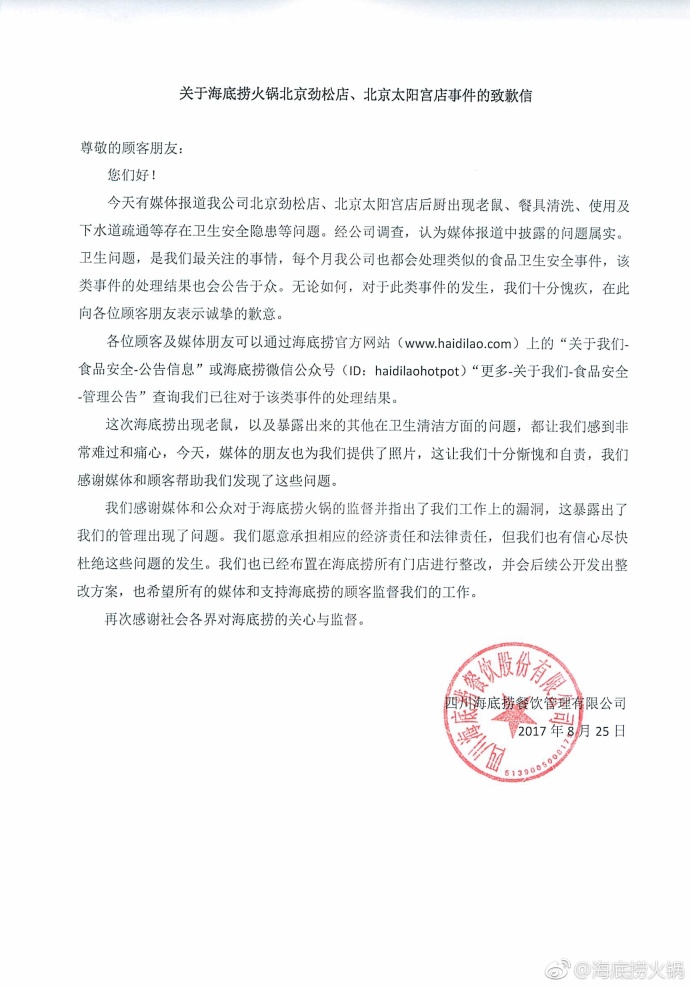 关于海底捞火锅北京劲松店、北京太阳宫店事件的致歉信
尊敬的顾客朋友：
您们好！
今天有媒体报道我公司北京劲松店、北京太阳宫店后厨出现老鼠、餐具清洗、使用及
下水道疏通等存在卫生安全隐患等问题。经公司调查，认为媒体报道中披露的问题属实。
卫生问题，是我们最关注的事情，每个月我公司也都会处理类似的食品卫生安全事件，该
类事件的处理结果也会公告于众。无论如何，对于此类事件的发生，我们十分愧疚，在此
向各位顾客朋友表示诚挚的歉意。
各位顾客及媒体朋友可以通过海底捞官方网站（www.haidilao.com）上的“关于我们-
食品安全-公告信息”或海底捞微信公众号（ID：haidilaohotpot）“更多-关于我们-食品安全
-管理公告”查询我们已往对于该类事件的处理结果。
这次海底捞出现老鼠，以及暴露出来的其他在卫生清洁方面的问题，都让我们感到非
常难过和痛心，今天，媒体的朋友也为我们提供了照片，这让我们十分惭愧和自责，我们
感谢媒体和顾客帮助我们发现了这些问题。
我们感谢媒体和公众对于海底捞火锅的监督并指出了我们工作上的漏洞，这暴露出了
我们的管理出现了问题。我们愿意承担相应的经济责任和法律责任，但我们也有信心尽快
杜绝这些问题的发生。我们也已经布置在海底捞所有门店进行整改，并会后续公开发出整
改方案，也希望所有的媒体和支持海底捞的顾客监督我们的工作。
再次感谢社会各界对海底捞的关心与监督。
四川海底捞餐饮股份有限公司
四川海底捞餐饮管理有限公司
2017 年 8 月 25 日
@海底捞火锅